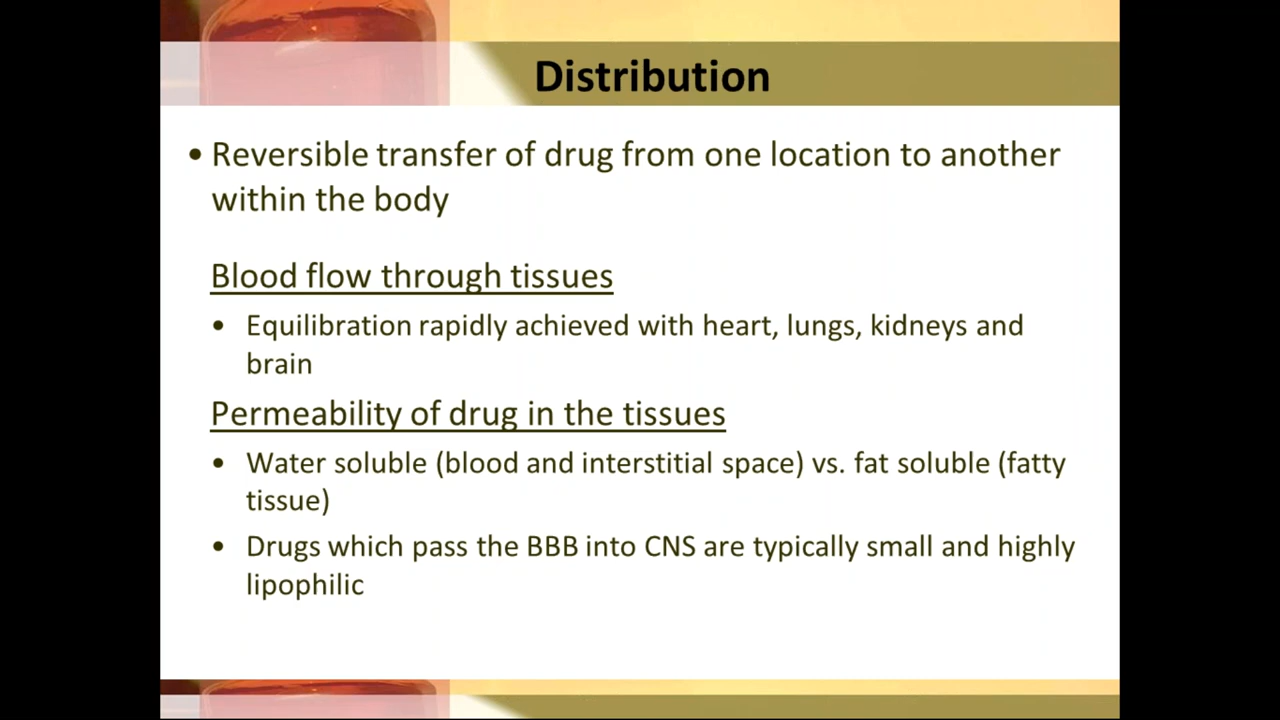 Distribution
• Reversible transfer of drug from one location to another
within the body
Blood flow through tissues
• Equilibration rapidly achieved with heart, lungs, kidneys and
brain
Permeability of drug in the tissues
• Water soluble (blood and interstitial space) vs. fat soluble (fatty
tissue)
• Drugs which pass the BBB into CNS are typically small and highly
lipophilic